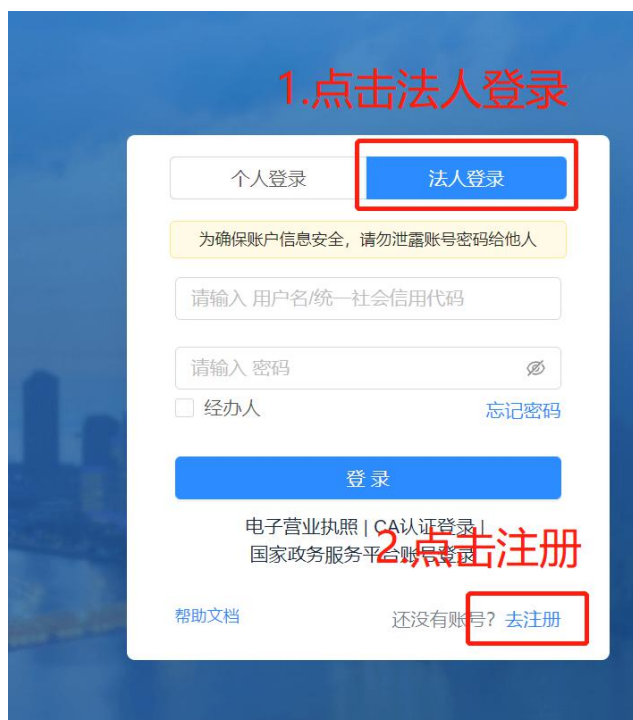 1.点击法人登录
个人登录
法人登录
为确保账户信息安全，请勿泄露账号密码给他人
请输入 用户名/统一社会信用代码
请输入 密码
经办人
忘记密码
登 录
电子营业执照 | CA认证登录 |
国家政务服务平台账号登录
2.点击注册
帮助文档
还没有账号? 去注册